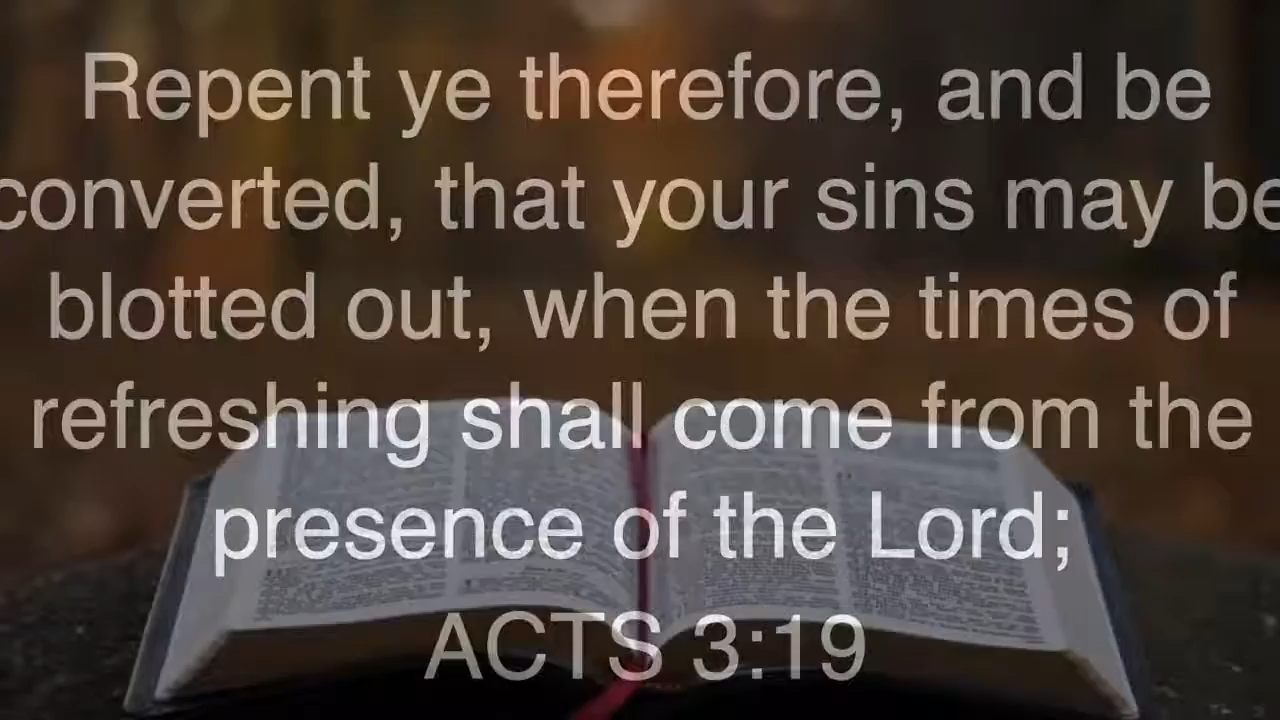 Repent ye therefore, and be
converted, that your sins may be
blotted out, when the times of
refreshing shall come from the
presence of the Lord;
ACTS 3:19